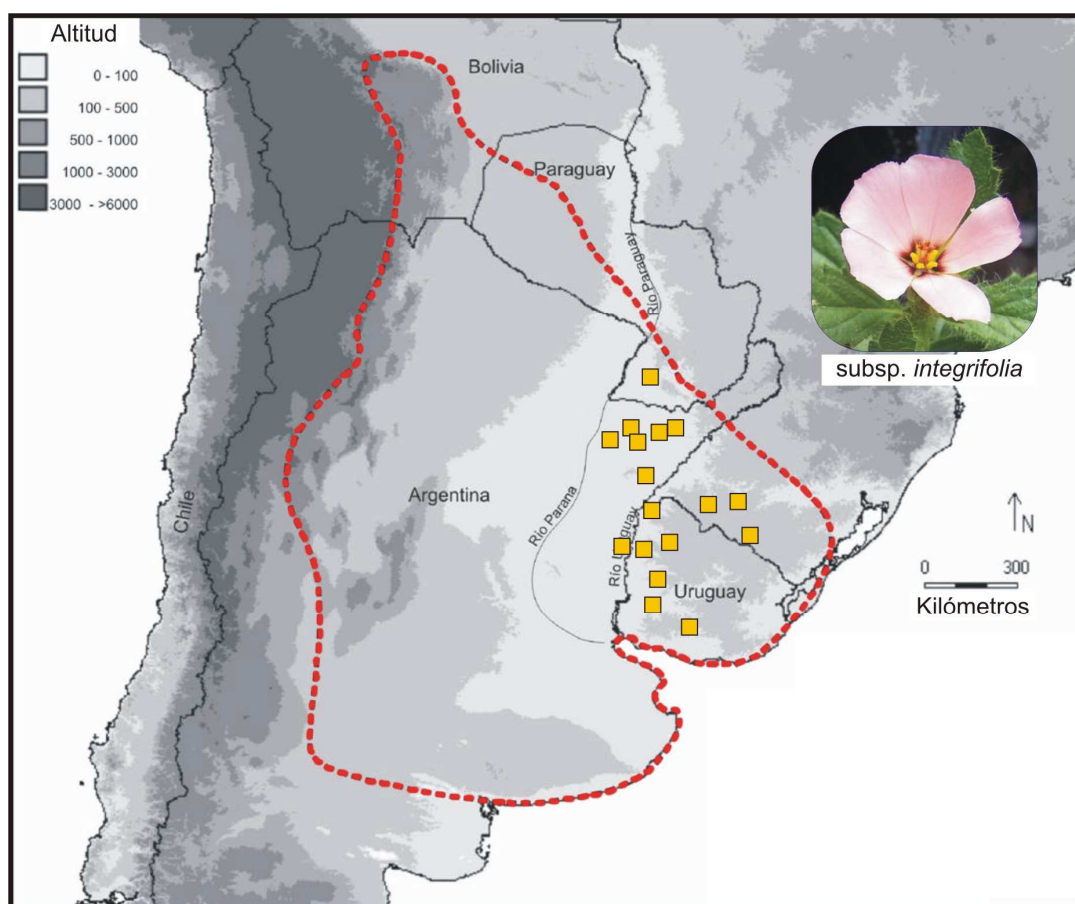 Altitud
0 - 100
100 - 500
500 - 1000
1000 - 3000
3000 - >6000
Bolivia
Paraguay
Río Paraguay
subsp. integrifolia
Chile
Argentina
Río Parana
Río Uruguay
Uruguay
N
0 300
Kilómetros